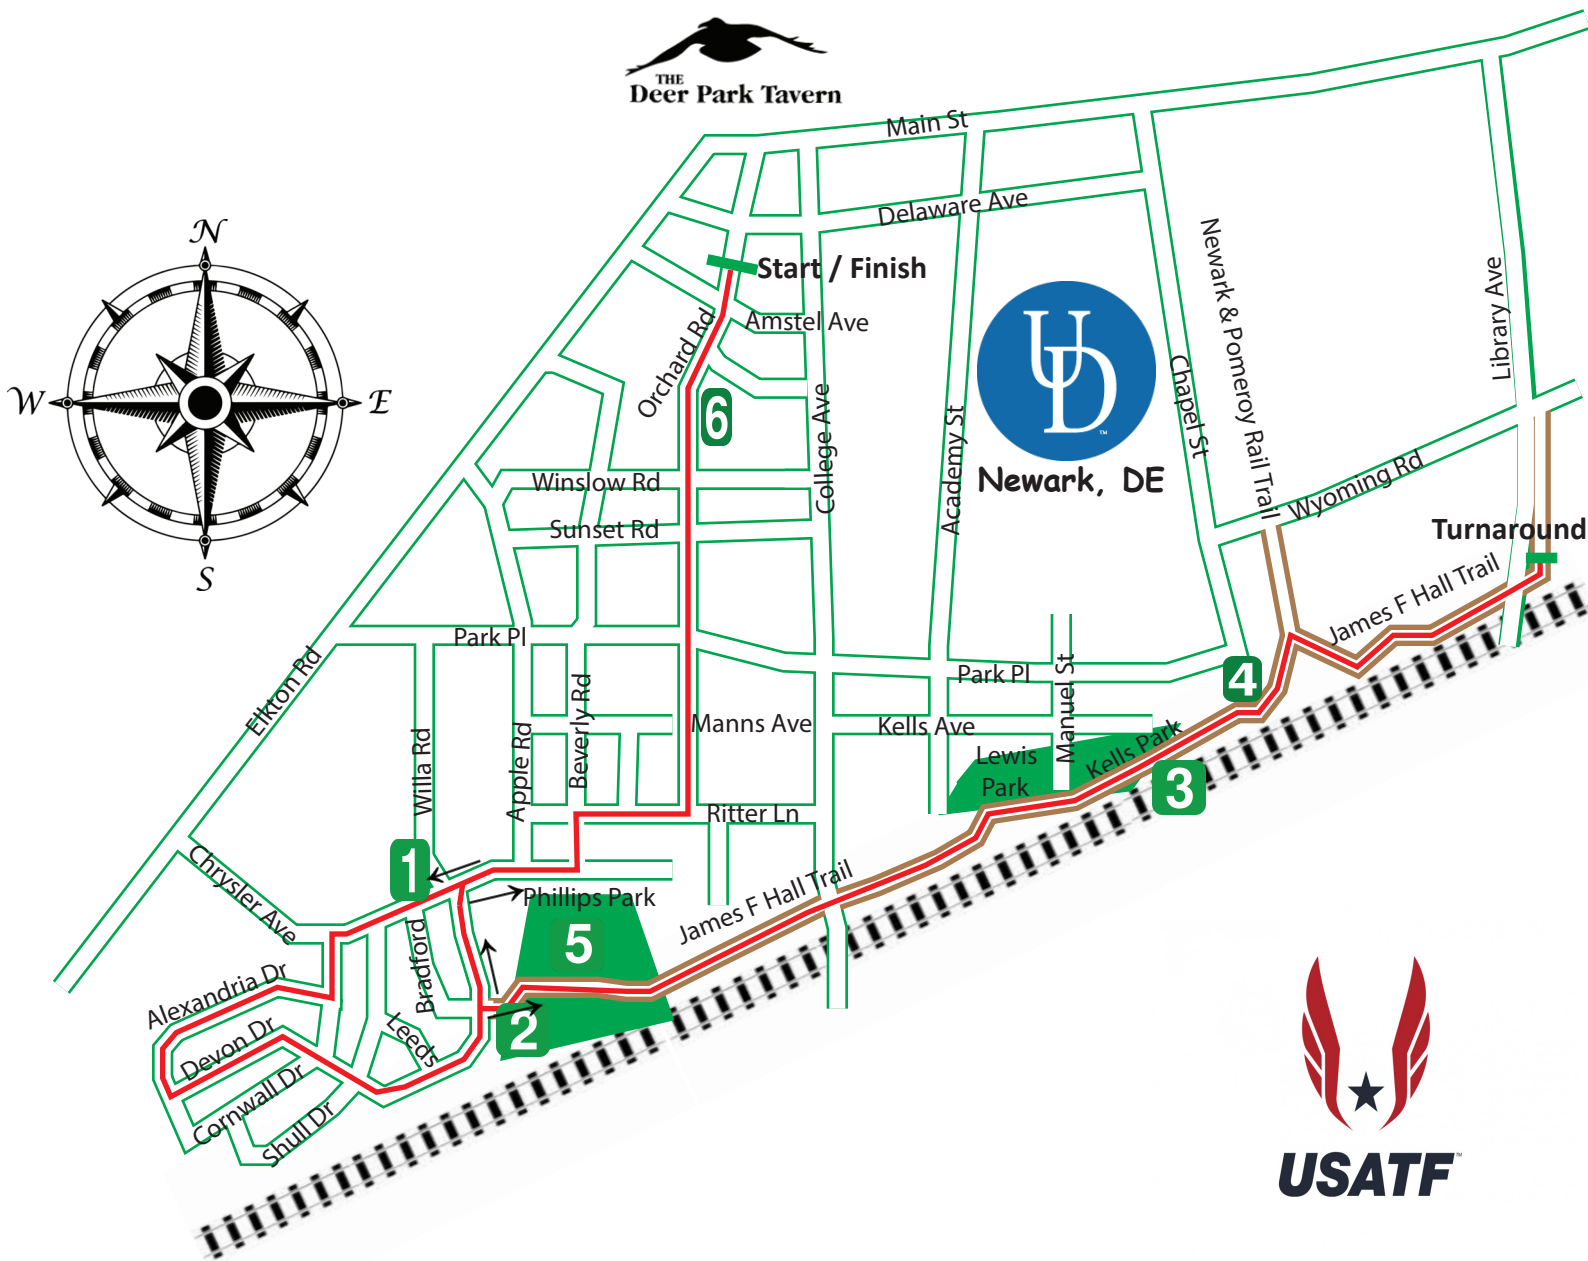 THE
Deer Park Tavern
Main St
Delaware Ave
N
W
E
S
Start / Finish
Amstel Ave
Orchard Rd
6
UD
™
Newark, DE
College Ave
Academy St
Chapel St
Newark & Pomeroy Rail Trail
Library Ave
Wyoming Rd
Turnaround
James F Hall Trail
Winslow Rd
Sunset Rd
Park Pl
Elkton Rd
Willa Rd
Apple Rd
Beverly Rd
Manns Ave
Kells Ave
Park Pl
Manuel St
4
Lewis
Park
Kells Park
3
Ritter Ln
1
Chrysler Ave
Phillips Park
5
James F Hall Trail
Bradford
Alexandria Dr
Devon Dr
Leeds
2
Cornwall Dr
Shull Dr
USATF
™